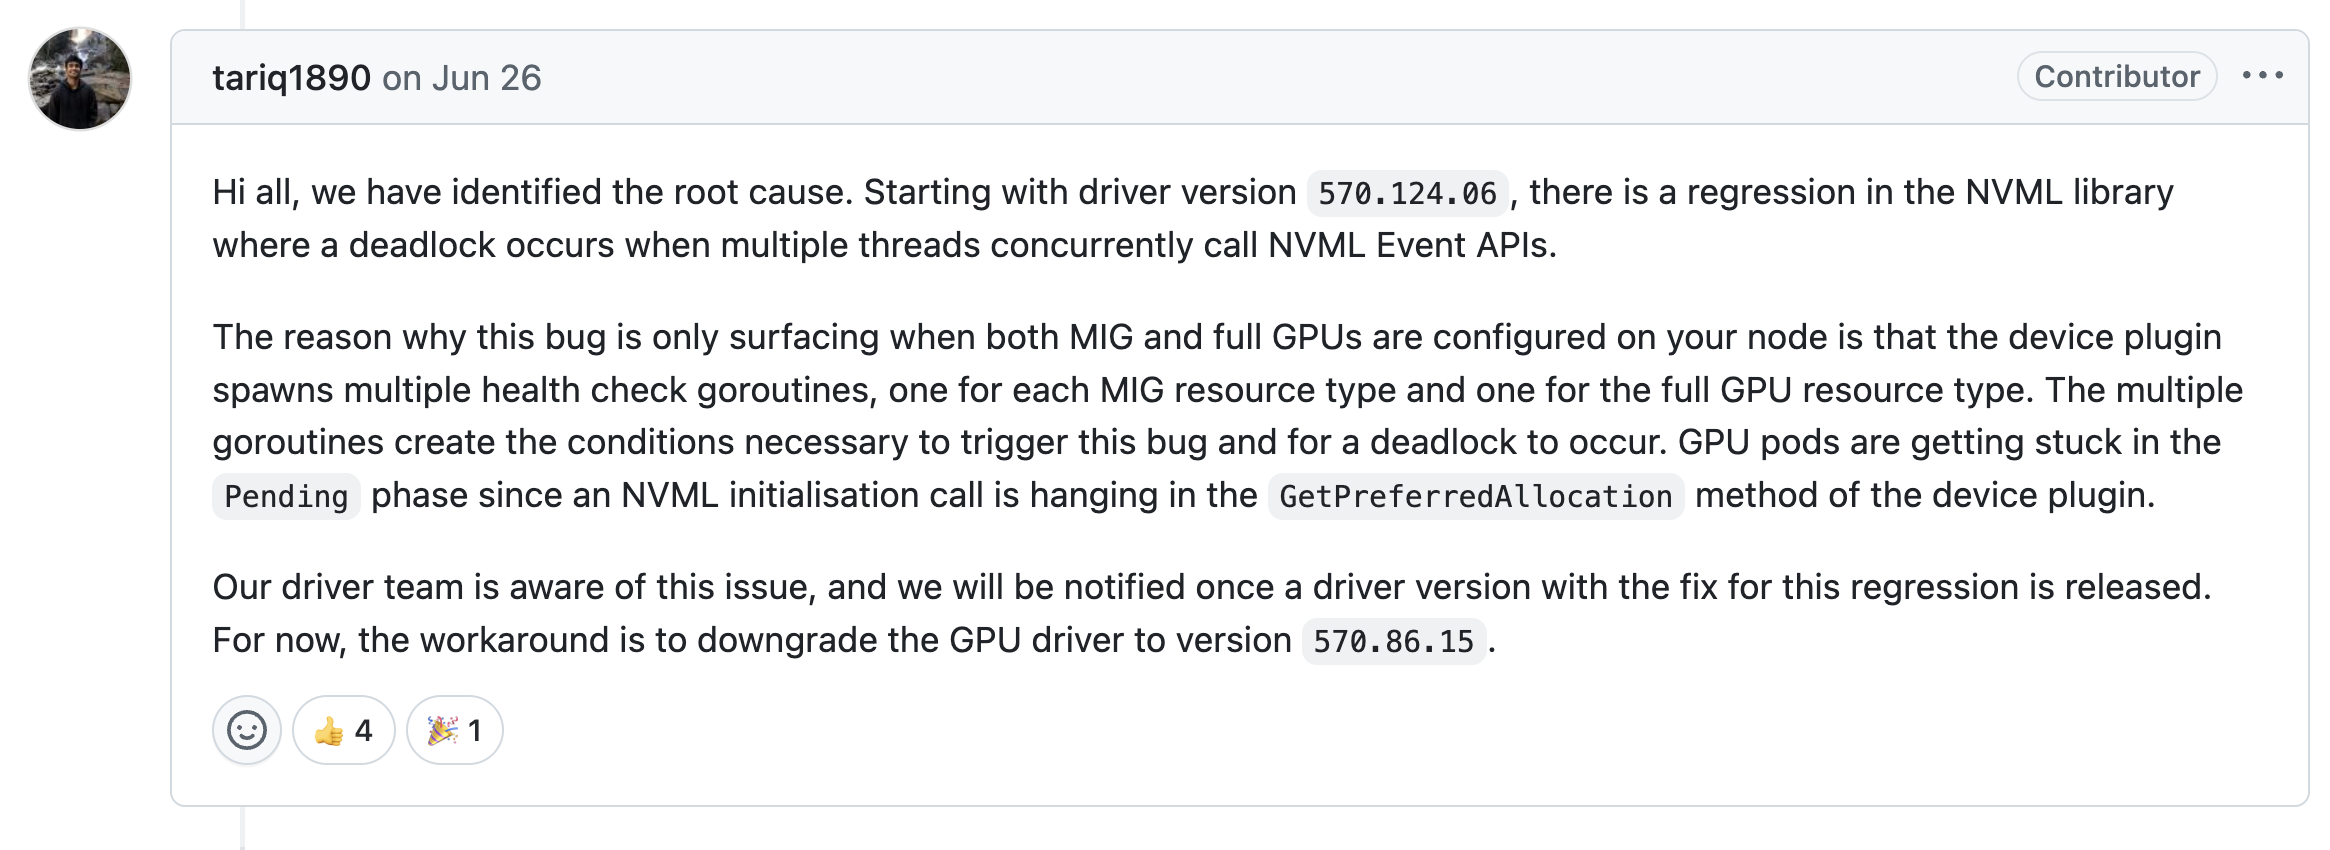 tariq1890 on Jun 26
Contributor
Hi all, we have identified the root cause. Starting with driver version 570.124.06, there is a regression in the NVML library
where a deadlock occurs when multiple threads concurrently call NVML Event APIs.
The reason why this bug is only surfacing when both MIG and full GPUs are configured on your node is that the device plugin
spawns multiple health check goroutines, one for each MIG resource type and one for the full GPU resource type. The multiple
goroutines create the conditions necessary to trigger this bug and for a deadlock to occur. GPU pods are getting stuck in the
Pending phase since an NVML initialisation call is hanging in the GetPreferredAllocation method of the device plugin.
Our driver team is aware of this issue, and we will be notified once a driver version with the fix for this regression is released.
For now, the workaround is to downgrade the GPU driver to version 570.86.15.
👍 4 🎉 1